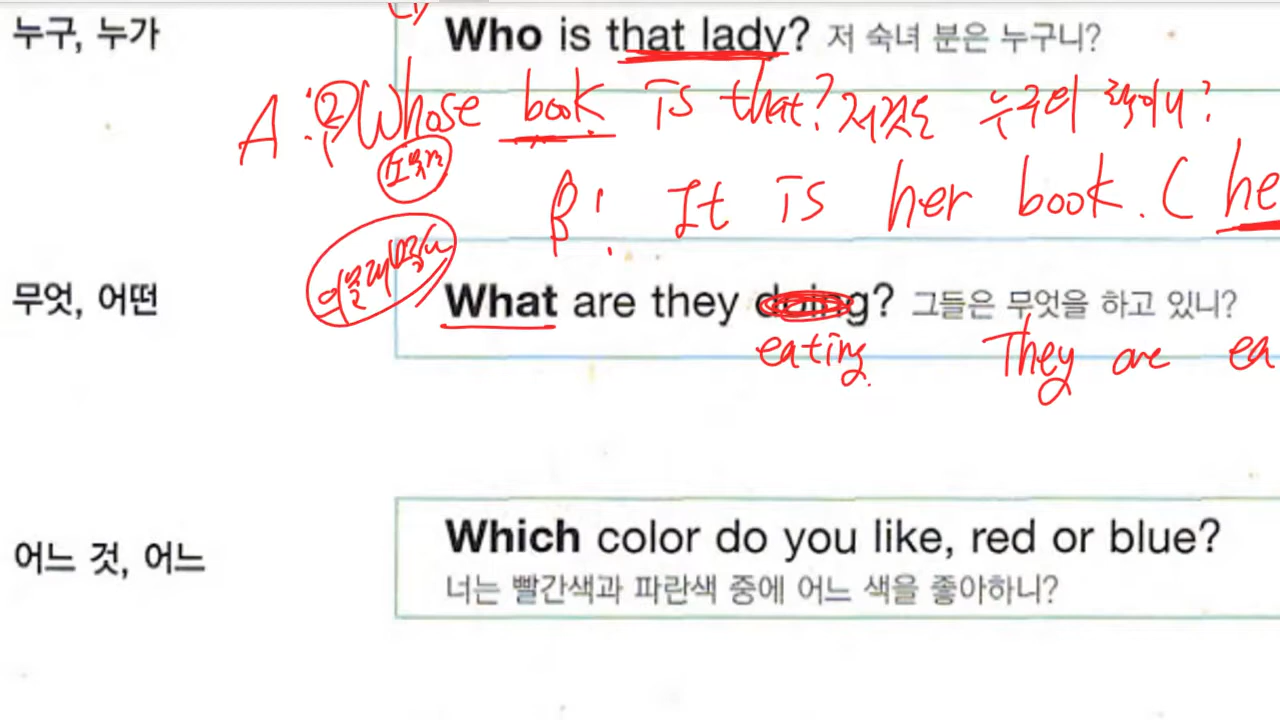 누구, 누가
Who is that lady? 저 숙녀 분은 누구니?
A : Whose book is that? 저것은 누구의 책이니?
B : It is her book. ( he
무엇, 어떤
What are they doing? 그들은 무엇을 하고 있니?
eating. They are ea
어느 것, 어느
Which color do you like, red or blue?
너는 빨간색과 파란색 중에 어느 색을 좋아하니?